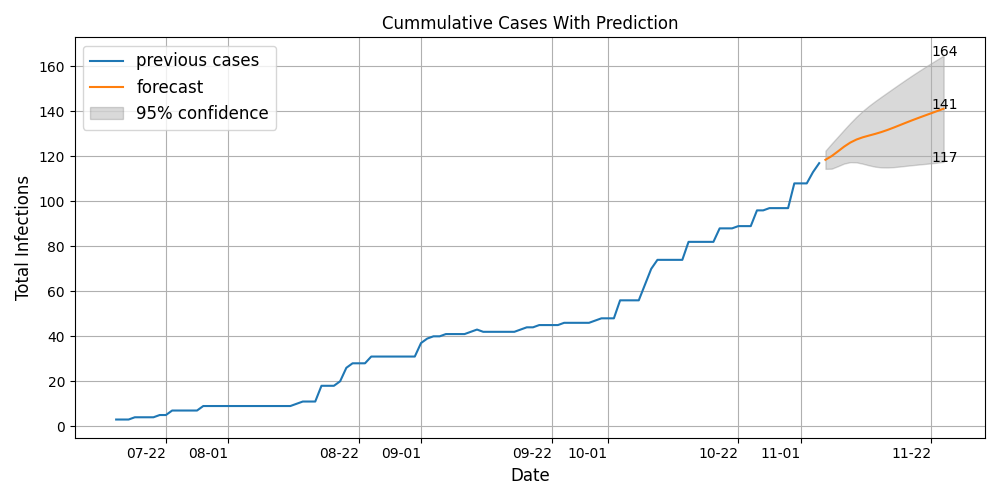 Cummulative Cases With Prediction
previous cases
forecast
95% confidence
164
141
117
160
140
120
100
80
60
40
20
0
Total Infections
07-22 08-01 08-22 09-01 09-22 10-01 10-22 11-01 11-22
Date